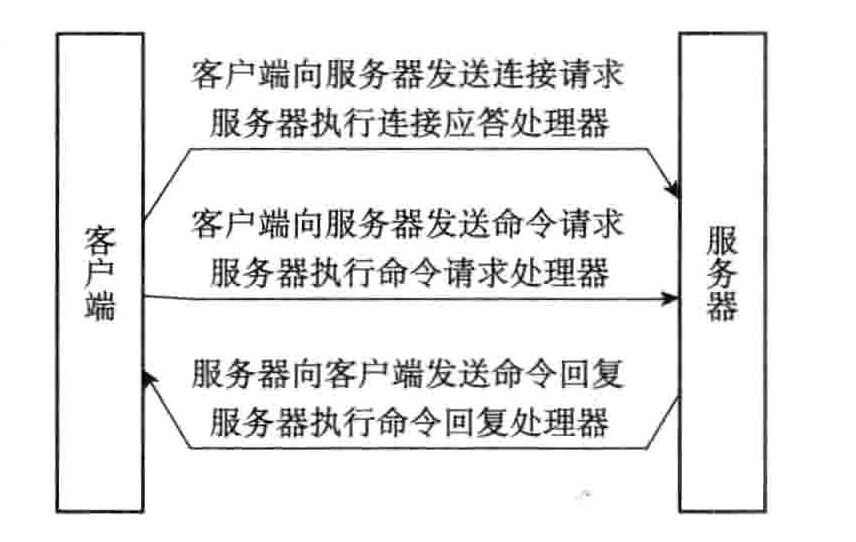 客户端向服务器发送连接请求
服务器执行连接应答处理器
客户端向服务器发送命令请求
服务器执行命令请求处理器
客户端
服务器
服务器向客户端发送命令回复
服务器执行命令回复处理器